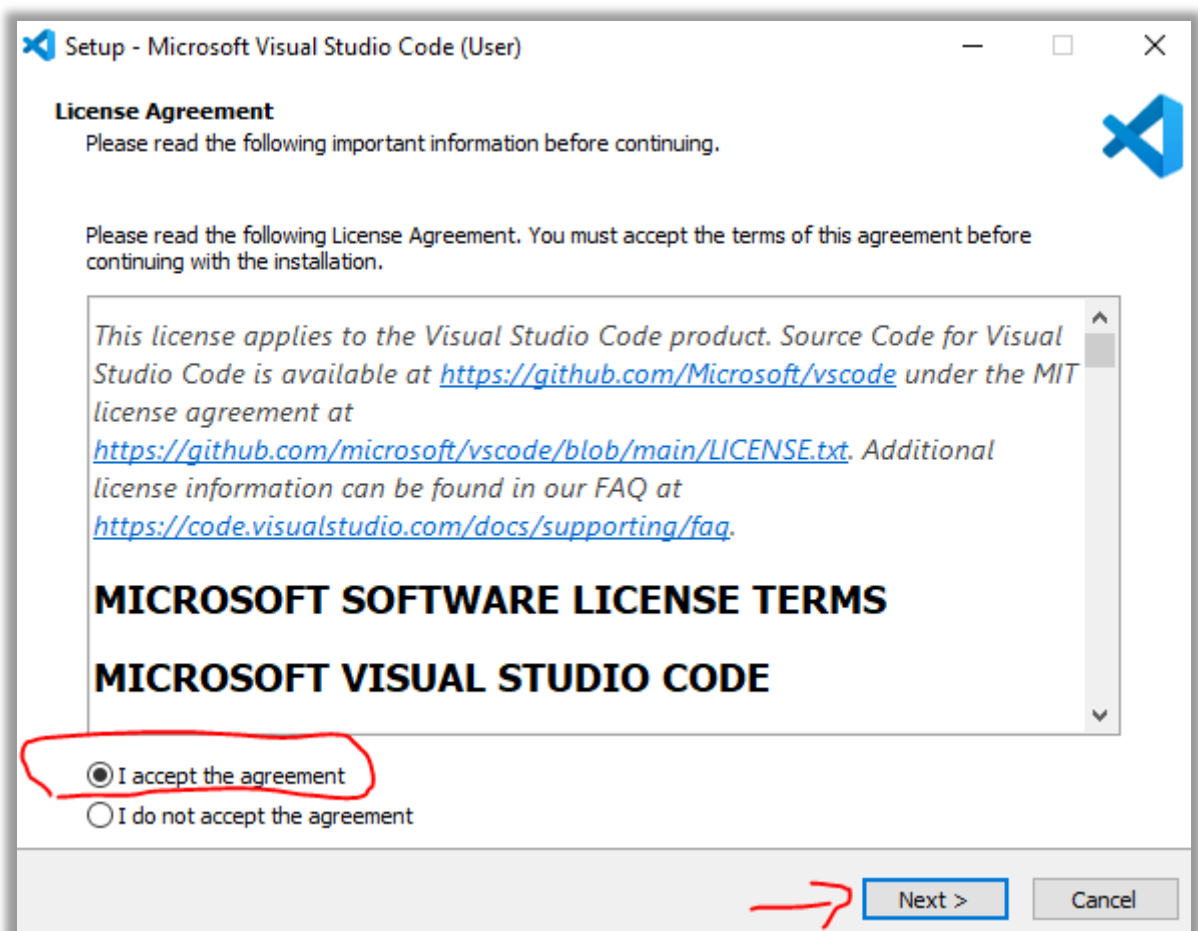 Setup - Microsoft Visual Studio Code (User)
License Agreement
Please read the following important information before continuing.
Please read the following License Agreement. You must accept the terms of this agreement before
continuing with the installation.
This license applies to the Visual Studio Code product. Source Code for Visual
Studio Code is available at https://github.com/Microsoft/vscode under the MIT
license agreement at
https://github.com/microsoft/vscode/blob/main/LICENSE.txt. Additional
license information can be found in our FAQ at
https://code.visualstudio.com/docs/supporting/faq.
MICROSOFT SOFTWARE LICENSE TERMS
MICROSOFT VISUAL STUDIO CODE
I accept the agreement
I do not accept the agreement
Next >
Cancel